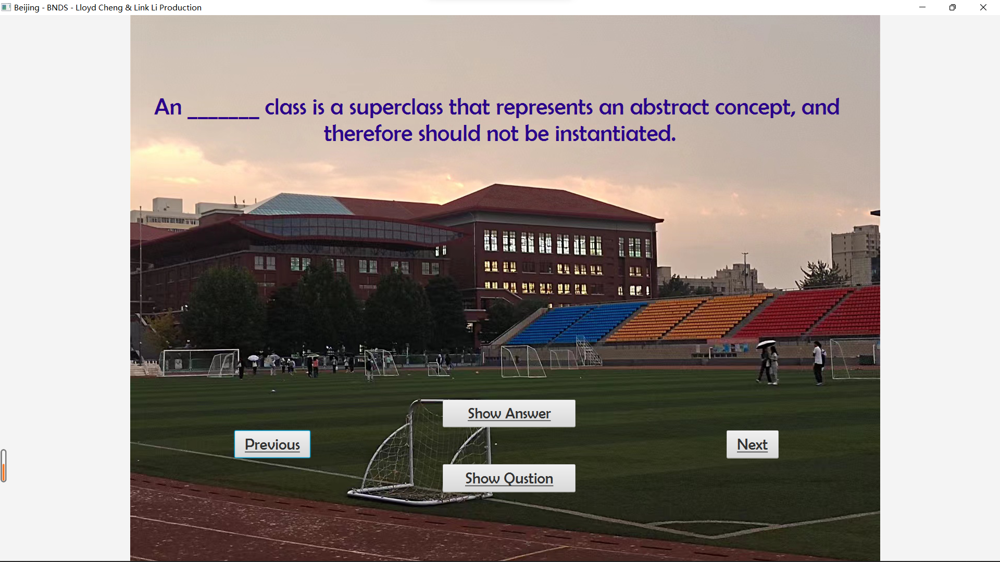 Beijing - BNDS - Lloyd Cheng & Link Li Production
An _______ class is a superclass that represents an abstract concept, and
therefore should not be instantiated.
Show Answer
Previous
Next
Show Qustion